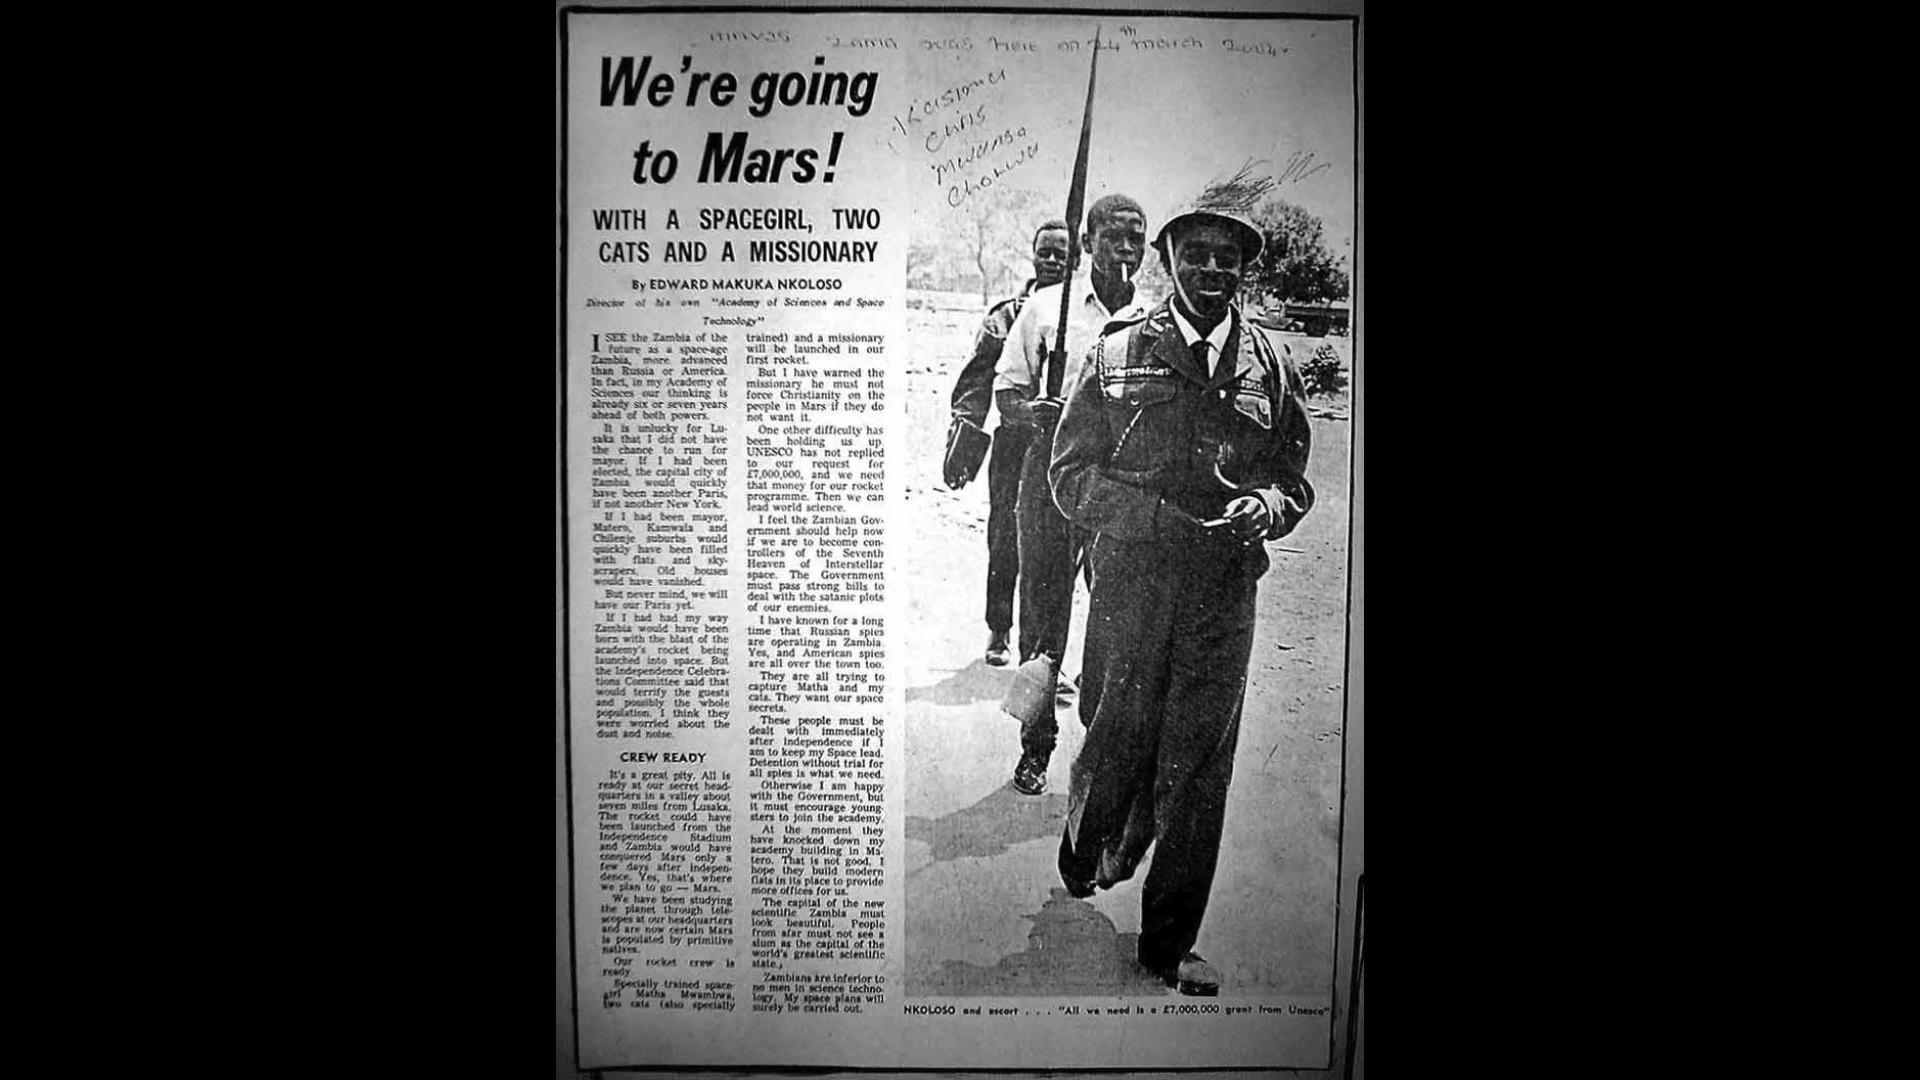 was here on 24th march 2004.
Chris
Mwansa
We're going
to Mars!
WITH A SPACEGIRL, TWO
CATS AND A MISSIONARY
By EDWARD MAKUKA NKOLOSO
Director of his own "Academy of Sciences and Space
Technology"
I SEE the Zambia of the
future as a space-age
Zambia, more advanced
than Russia or America.
In fact, in my Academy of
Sciences our thinking is
already six or seven years
ahead of both powers.
It is unlucky for Lu-
saka that I did not have
the chance to run for
mayor. If I had been
elected, the capital city of
Zambia would quickly
have been another Paris,
if not another New York.
If I had been mayor,
Matero, Kamwala and
Chilenje suburbs would
quickly have been filled
with flats and sky-
scrapers. Old houses
would have vanished.
But never mind, we will
have our Paris yet.
If I had had my way
Zambia would have been
born with the blast of the
academy's rocket being
launched into space. But
the Independence Celebra-
tions Committee said that
would terrify the guests
and possibly the whole
population. I think they
were worried about the
dust and noise.
CREW READY
It's a great pity. All is
ready at our secret head-
quarters in a valley about
seven miles from Lusaka.
The rocket could have
been launched from the
Independence Stadium
and Zambia would have
conquered Mars only a
few days after indepen-
dence. Yes, that's where
we plan to go — Mars.
We have been studying
the planet through tele-
scopes at our headquarters
and are now certain Mars
is populated by primitive
natives.
Our rocket crew is
ready.
Specially trained space-
girl Matha Mwambwa,
two cats (also specially
trained) and a missionary
will be launched in our
first rocket.
But I have warned the
missionary he must not
force Christianity on the
people in Mars if they do
not want it.
One other difficulty has
been holding us up.
UNESCO has not replied
to our request for
£7,000,000, and we need
that money for our rocket
programme. Then we can
lead world science.
I feel the Zambian Gov-
ernment should help now
if we are to become con-
trollers of the Seventh
Heaven of Interstellar
space. The Government
must pass strong bills to
deal with the satanic plots
of our enemies.
I have known for a long
time that Russian spies
are operating in Zambia.
Yes, and American spies
are all over the town too.
They are all trying to
capture Matha and my
cats. They want our space
secrets.
These people must be
dealt with immediately
after independence if I
am to keep my Space lead.
Detention without trial for
all spies is what we need.
Otherwise I am happy
with the Government, but
it must encourage young-
sters to join the academy.
At the moment they
have knocked down my
academy building in Ma-
tero. That is not good. I
hope they build modern
flats in its place to provide
more offices for us.
The capital of the new
scientific Zambia must
look beautiful. People
from afar must not see a
slum as the capital of the
world's greatest scientific
state.
Zambians are inferior to
no men in science techno-
logy. My space plans will
surely be carried out.
NKOLOSO and escort . . . "All we need is a £7,000,000 grant from Unesco"